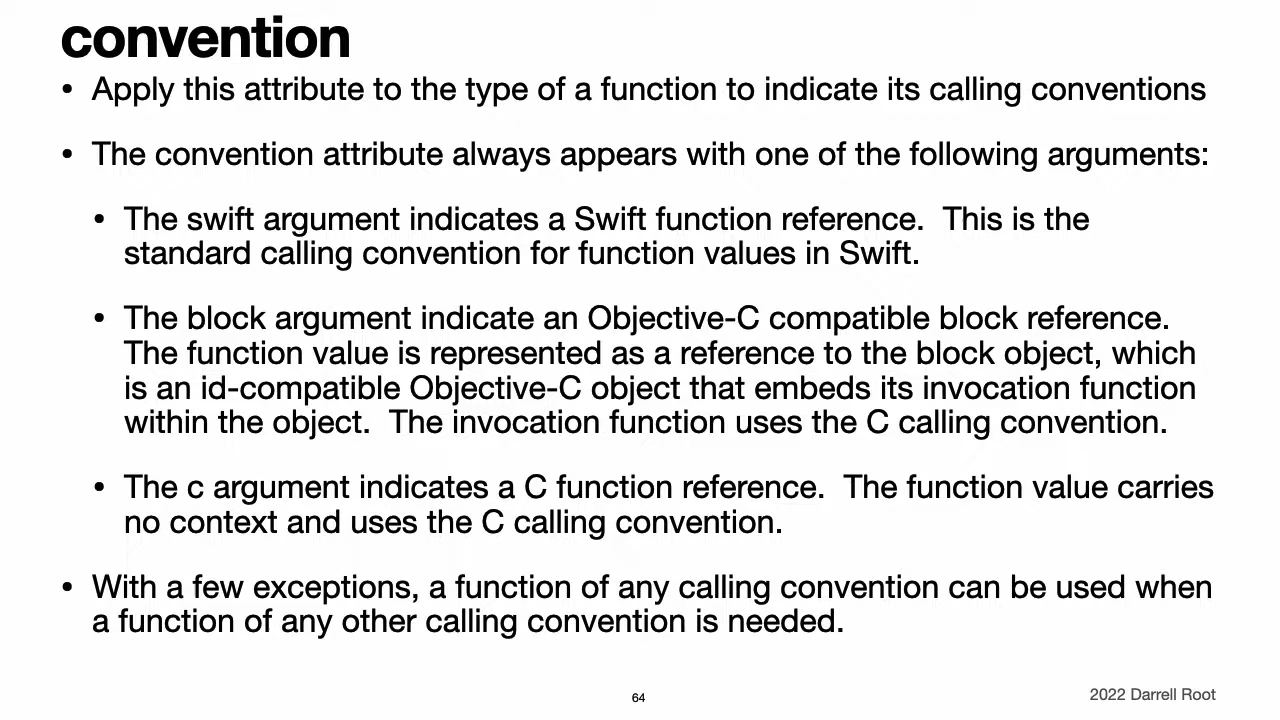 convention
• Apply this attribute to the type of a function to indicate its calling conventions
• The convention attribute always appears with one of the following arguments:
• The swift argument indicates a Swift function reference.  This is the
standard calling convention for function values in Swift.
• The block argument indicate an Objective-C compatible block reference.
The function value is represented as a reference to the block object, which
is an id-compatible Objective-C object that embeds its invocation function
within the object.  The invocation function uses the C calling convention.
• The c argument indicates a C function reference.  The function value carries
no context and uses the C calling convention.
• With a few exceptions, a function of any calling convention can be used when
a function of any other calling convention is needed.
64
2022 Darrell Root